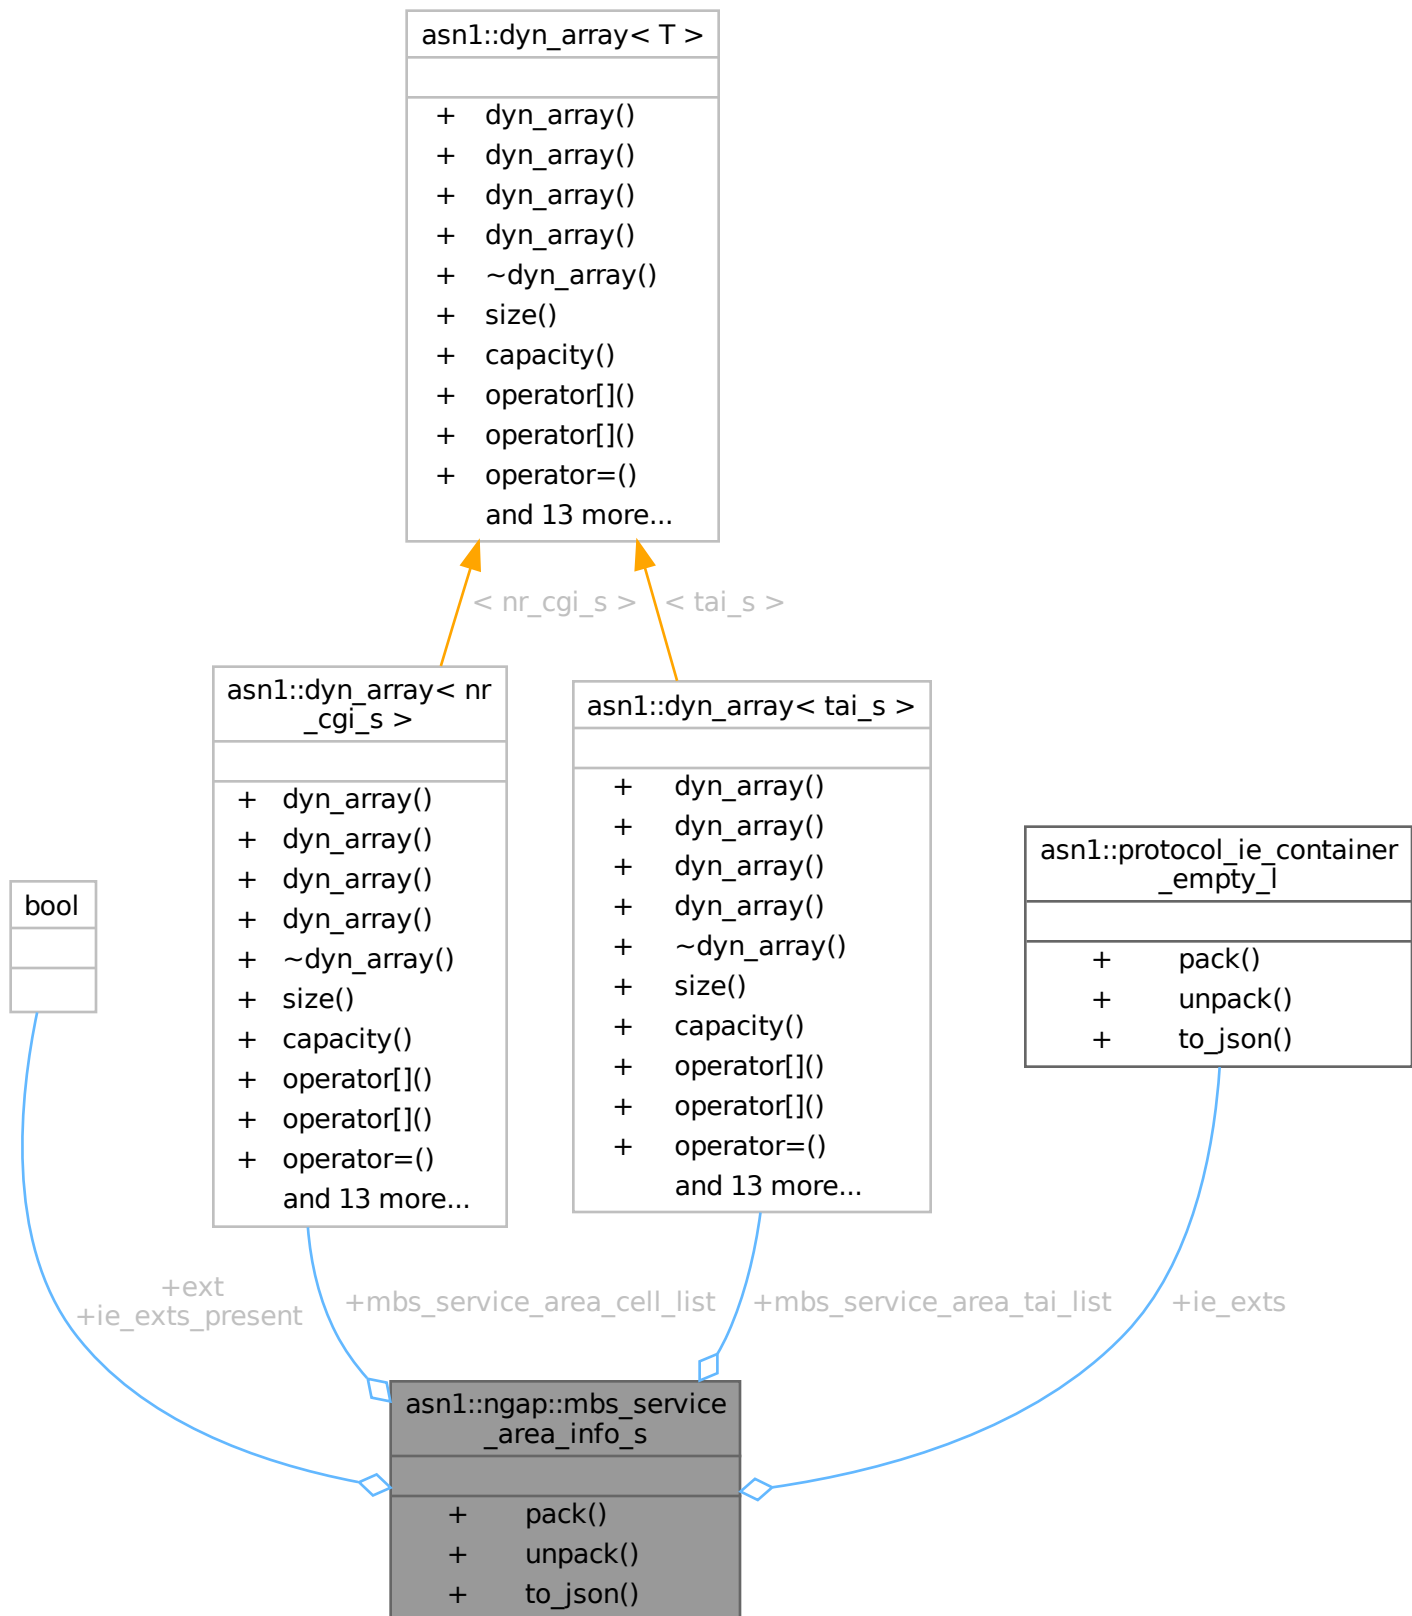 asn1::dyn_array< T >
+ dyn_array()
+ dyn_array()
+ dyn_array()
+ dyn_array()
+ ~dyn_array()
+ size()
+ capacity()
+ operator[]()
+ operator[]()
+ operator=()
and 13 more...
< nr_cgi_s >
< tai_s >
asn1::dyn_array< nr
_cgi_s >
+ dyn_array()
+ dyn_array()
+ dyn_array()
+ dyn_array()
+ ~dyn_array()
+ size()
+ capacity()
+ operator[]()
+ operator[]()
+ operator=()
and 13 more...
asn1::dyn_array< tai_s >
+ dyn_array()
+ dyn_array()
+ dyn_array()
+ dyn_array()
+ ~dyn_array()
+ size()
+ capacity()
+ operator[]()
+ operator[]()
+ operator=()
and 13 more...
asn1::protocol_ie_container
_empty_l
+ pack()
+ unpack()
+ to_json()
bool
+ext
+ie_exts_present
+mbs_service_area_cell_list
+mbs_service_area_tai_list
+ie_exts
asn1::ngap::mbs_service
_area_info_s
+ pack()
+ unpack()
+ to_json()